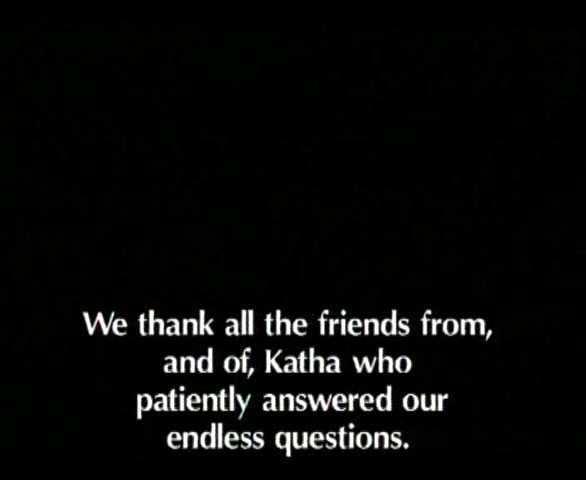 We thank all the friends from,
and of, Katha who
patiently answered our
endless questions.